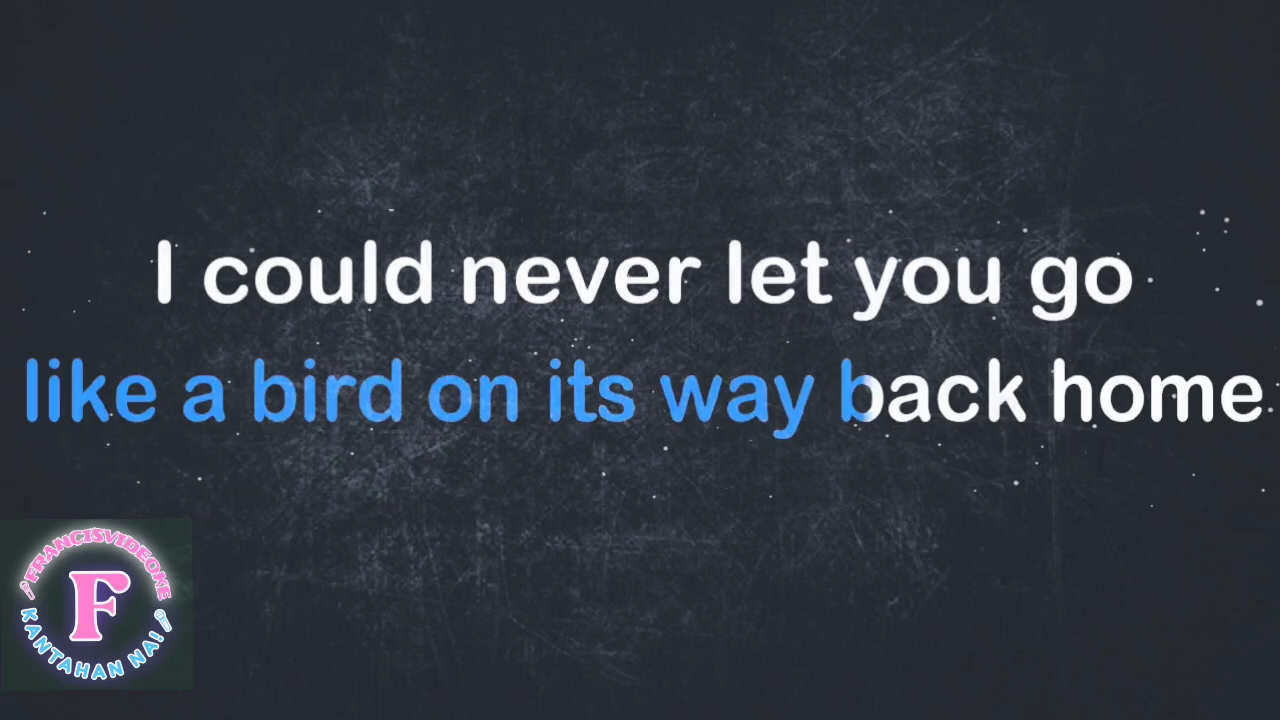 I could never let you go
like a bird on its way back home
FRANCISVIDEOKE
F
KANTAHAN NA!